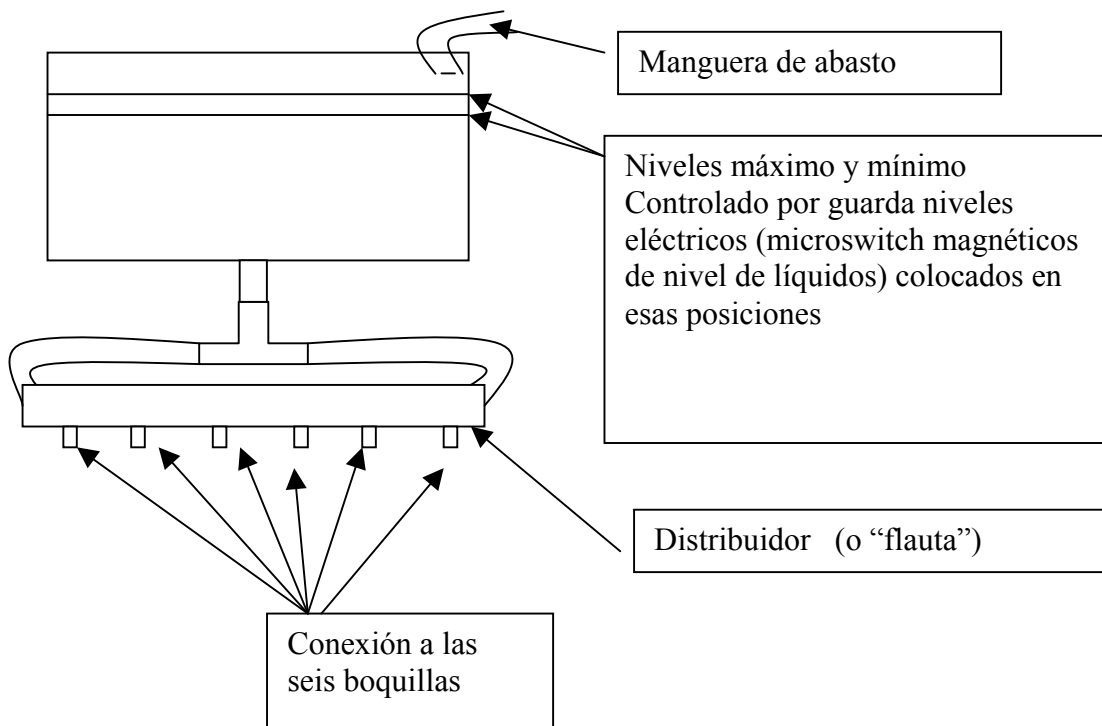 Manguera de abasto
Niveles máximo y mínimo
Controlado por guarda niveles
eléctricos (microswitch magnéticos
de nivel de líquidos) colocados en
esas posiciones
Distribuidor (o “flauta”)
Conexión a las
seis boquillas